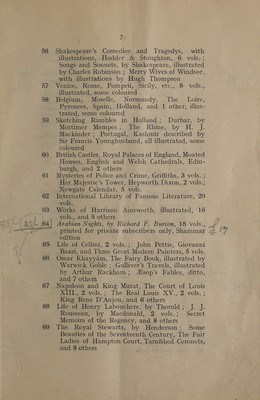 7
56 Shakespeare's Comedies and Tragedys, with
illustrations, Hodder & Stoughton, 6 vols. ;
Songs and Sonnets, by Shakespeare, illustrated
by Charles Robinson ; Merry Wives of Windsor,
with illustrations by Hugh Thompson
57 Venice, Rome, Pompeii, Sicily, etc., 8 vols.,
illustrated, some coloured
58 Belgium, Moselle, Normandy, The Loire,
Pyrenees, Spain, Holland, and 1 other, illus-
trated, some coloured
59 Sketching Rambles in Holland ; Durbar, by
Mortimer Mempes ; The Rhine, by H. J.
Mackinder ; Portugal, Kashmir described by
Sir Francis Younghusband, all illustrated, some
coloured
60 British Castles, Royal Palaces of England, Moated
Houses, English and Welsh Cathedrals, Edin-
burgh, and 2 others
61 Mysteries of Police and Crime, Griffiths, 3 vols. ;
Her Majestie's Tower, Hepworth Dixon, 2 vols.;
Newgate Calendar, 5 vols.
62 International Library of Famous Literature, 20
vols.
63 Works of Harrison Ainsworth, illustrated, 16
vols., and 8 others
64 Arabian Nights, by Richard F. Burton, 18 vols.,
printed for private subscribers only, Shammar
edition
65 Life of Cellini, 2 vols. ; John Pettie, Giovanni
Bazzi, and Three Great Modern Painters, 5 vols.
66 Omar Khayyám, The Fairy Book, illustrated by
Warwick Goble ; Gulliver's Travels, illustrated
by Arthur Rackham ; Æsop's Fables, ditto,
and 7 others
67 Napoleon and King Murat, The Court of Louis
XIII., 2 vols. ; The Real Louis XV., 2 vols. ;
King Rene D'Anjou, and 6 others
68 Life of Henry Labouchere, by Thorold ; J. J.
Rousseau, by Macdonald, 2 vols. ; Secret
Memoirs of the Regency, and 8 others
69 The Royal Stewarts, by Henderson ; Some
Beauties of the Seventeenth Century, The Fair
Ladies of Hampton Court, Tarnished Coronets,
and 8 others